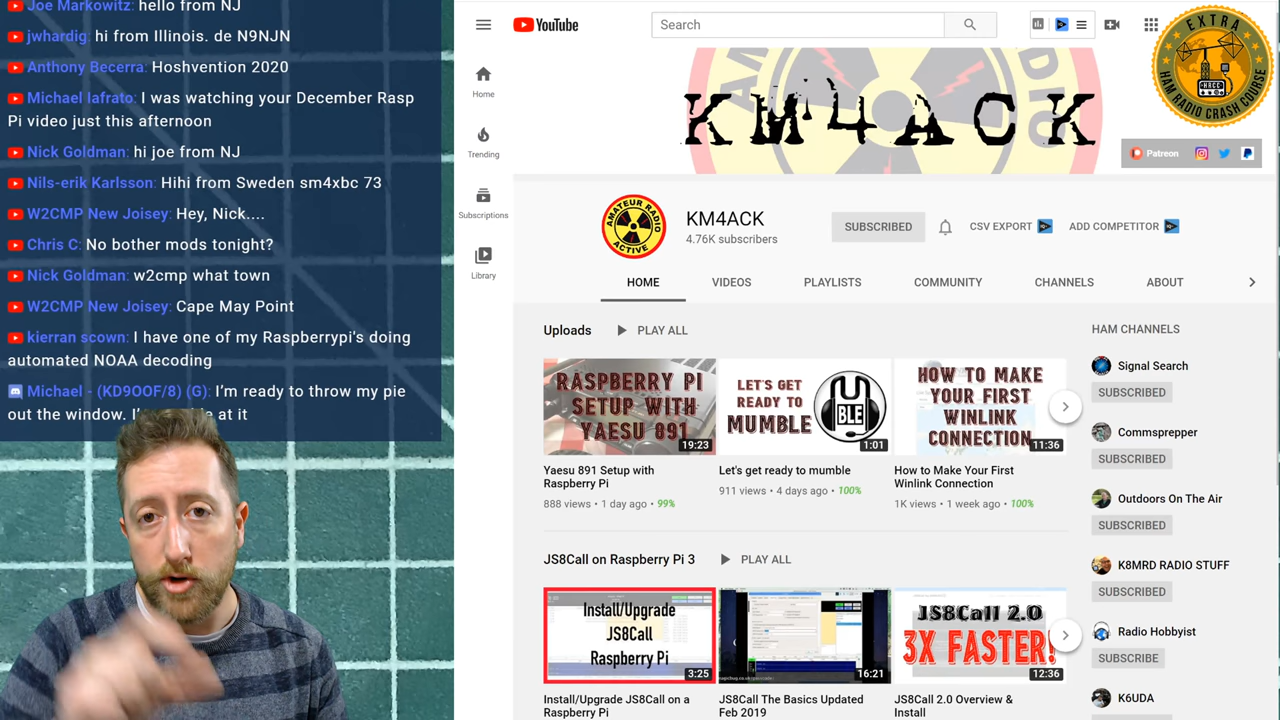 Joe Markowitz: hello from NJ
jwhardig: hi from Illinois. de N9NJN
Anthony Becerra: Hoshvention 2020
Michael Iafrato: I was watching your December Rasp
Pi video just this afternoon
Nick Goldman: hi joe from NJ
Nils-erik Karlsson: Hihi from Sweden sm4xbc 73
W2CMP New Joisey: Hey, Nick....
Chris C: No bother mods tonight?
Nick Goldman: w2cmp what town
W2CMP New Joisey: Cape May Point
kierran scown: I have one of my Raspberrypi's doing
automated NOAA decoding
Michael - (KD9ODE/8) (G): I'm ready to throw my pie
out the window.
at it
YouTube
Search
EXTRA
HRCC
HAM RADIO CRASH COURSE
Home
Trending
Subscriptions
Library
KM4ACK
Patreon
AMATEUR RADIO
ACTIVE
KM4ACK
4.76K subscribers
SUBSCRIBED
CSV EXPORT
ADD COMPETITOR
HOME
VIDEOS
PLAYLISTS
COMMUNITY
CHANNELS
ABOUT
Uploads
PLAY ALL
RASPBERRY PI
SETUP WITH
YAESU 891
19:23
LET'S GET
READY TO
MUMBLE
BLE
1:01
HOW TO MAKE
YOUR FIRST
WINLINK
CONNECTION
11:36
Yaesu 891 Setup with
Raspberry Pi
888 views • 1 day ago • 99%
Let's get ready to mumble
911 views • 4 days ago • 100%
How to Make Your First
Winlink Connection
1K views • 1 week ago • 100%
JS8Call on Raspberry Pi 3
PLAY ALL
Install/Upgrade
JS8Call
Raspberry Pi
3:25
16:21
JS8Call 2.0
3X FASTER!
12:36
Install/Upgrade JS8Call on a
Raspberry Pi
JS8Call The Basics Updated
Feb 2019
JS8Call 2.0 Overview &
Install
HAM CHANNELS
Signal Search
SUBSCRIBED
Commsprepper
SUBSCRIBED
Outdoors On The Air
SUBSCRIBED
K8MRD RADIO STUFF
SUBSCRIBED
Radio Hobbyist
SUBSCRIBE
K6UDA